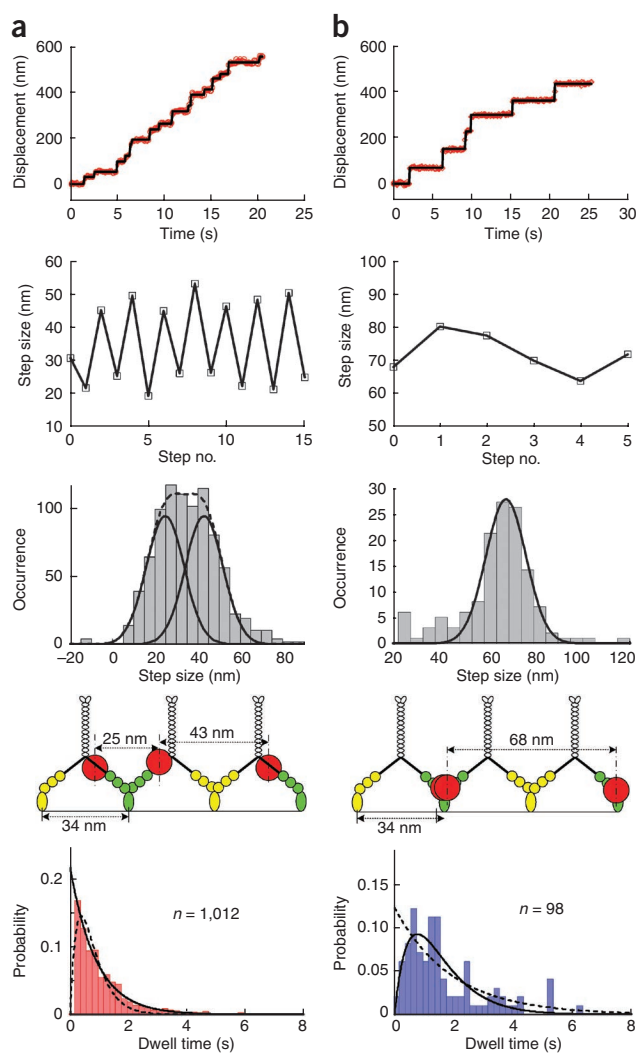 a
b
600
400
200
0
Displacement (nm)
0 5 10 15 20 25
Time (s)
600
400
200
0
Displacement (nm)
0 5 10 15 20 25 30
Time (s)
60
50
40
30
20
10
Step size (nm)
0 5 10 15
Step no.
100
90
80
70
60
50
Step size (nm)
0 1 2 3 4 5
Step no.
100
50
0
Occurrence
–20 0 20 40 60 80
Step size (nm)
30
25
20
15
10
5
0
Occurrence
20 40 60 80 100 120
Step size (nm)
25 nm
43 nm
34 nm
68 nm
34 nm
0.2
0.1
0
Probability
n = 1,012
0 2 4 6 8
Dwell time (s)
0.15
0.10
0.05
0.00
Probability
n = 98
0 2 4 6 8
Dwell time (s)